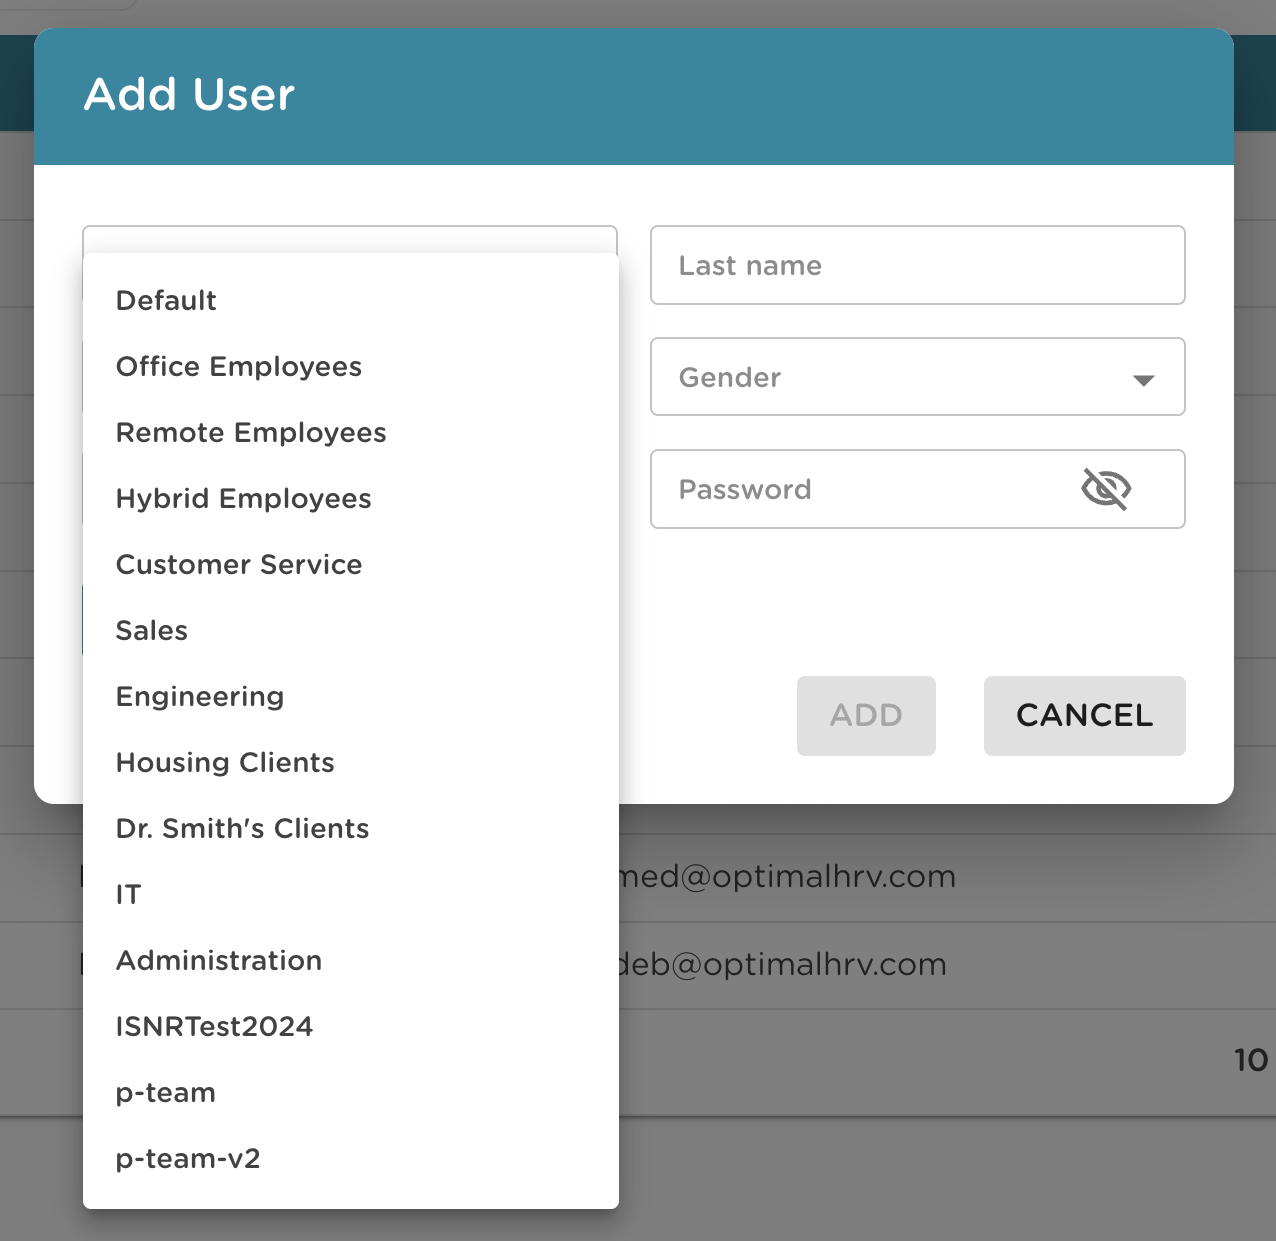 Add User
Last name
Gender
Password
Default
Office Employees
Remote Employees
Hybrid Employees
Customer Service
Sales
Engineering
Housing Clients
Dr. Smith's Clients
IT
Administration
ISNRTest2024
p-team
p-team-v2
ADD
CANCEL
med@optimalhrv.com
deb@optimalhrv.com
10